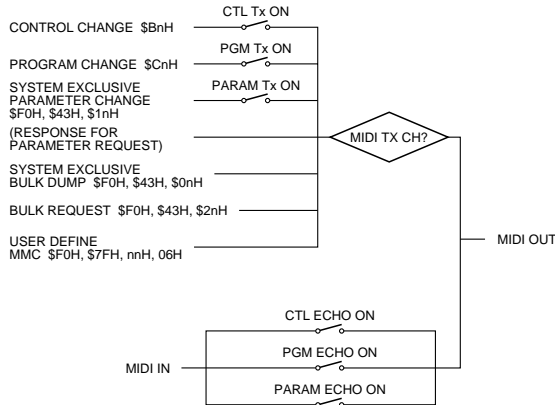 CTL Tx ON
CONTROL CHANGE $BnH
PGM Tx ON
PROGRAM CHANGE $CnH
SYSTEM EXCLUSIVE
PARAMETER CHANGE
$F0H, $43H, $1nH
PARAM Tx ON
(RESPONSE FOR
PARAMETER REQUEST)
MIDI TX CH?
SYSTEM EXCLUSIVE
BULK DUMP $F0H, $43H, $0nH
BULK REQUEST $F0H, $43H, $2nH
USER DEFINE
MMC $F0H, $7FH, nnH, 06H
MIDI OUT
CTL ECHO ON
PGM ECHO ON
MIDI IN
PARAM ECHO ON